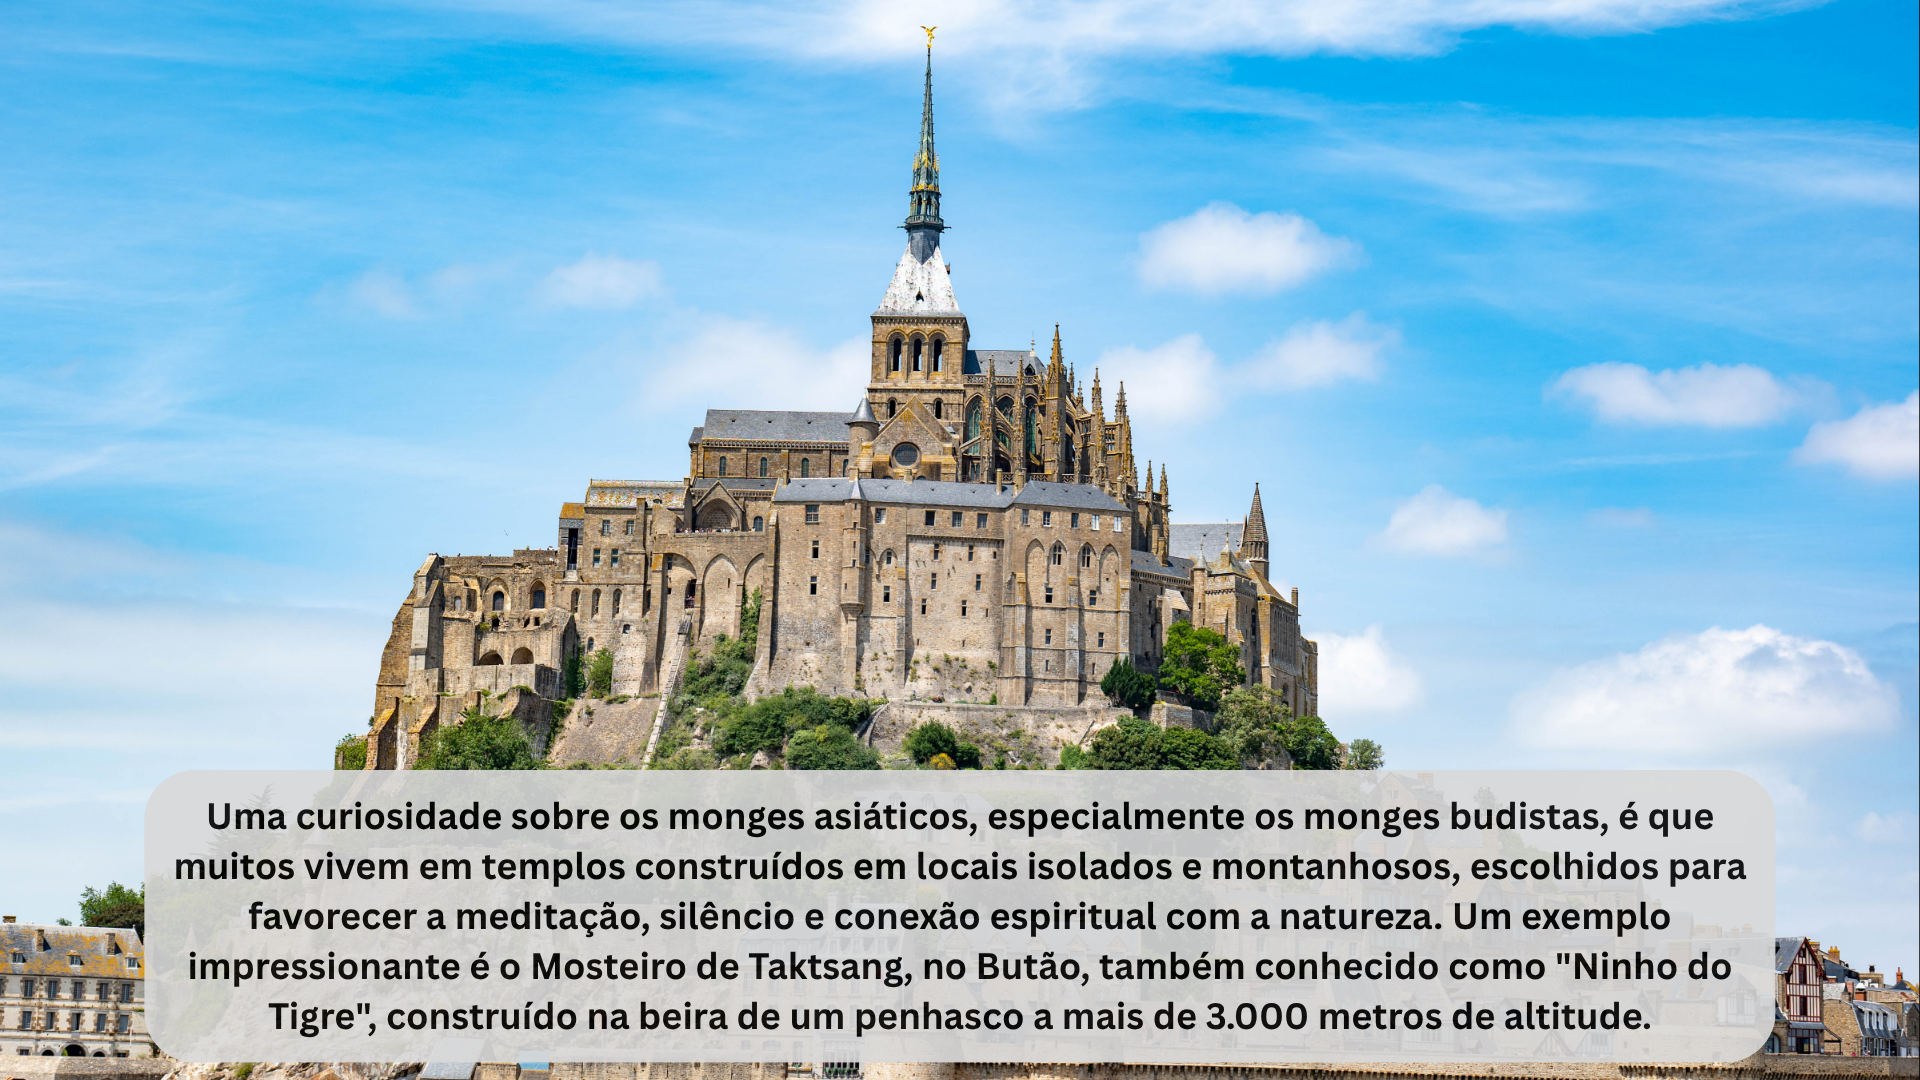 Uma curiosidade sobre os monges asiáticos, especialmente os monges budistas, é que
muitos vivem em templos construídos em locais isolados e montanhosos, escolhidos para
favorecer a meditação, silêncio e conexão espiritual com a natureza. Um exemplo
impressionante é o Mosteiro de Taktsang, no Butão, também conhecido como "Ninho do
Tigre", construído na beira de um penhasco a mais de 3.000 metros de altitude.